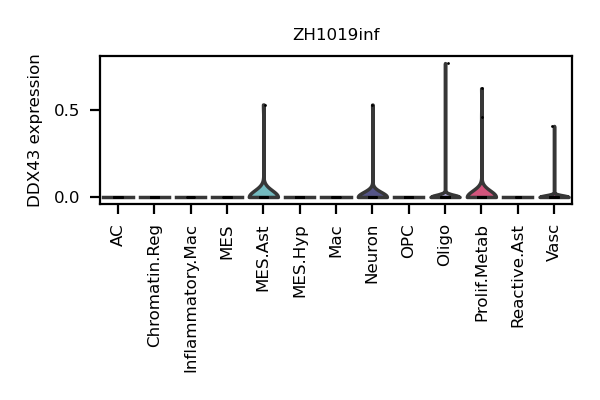 ZH1019inf
DDX43 expression
0.5
0.0
AC
Chromatin.Reg
Inflammatory.Mac
MES
MES.Ast
MES.Hyp
Mac
Neuron
OPC
Oligo
Prolif.Metab
Reactive.Ast
Vasc